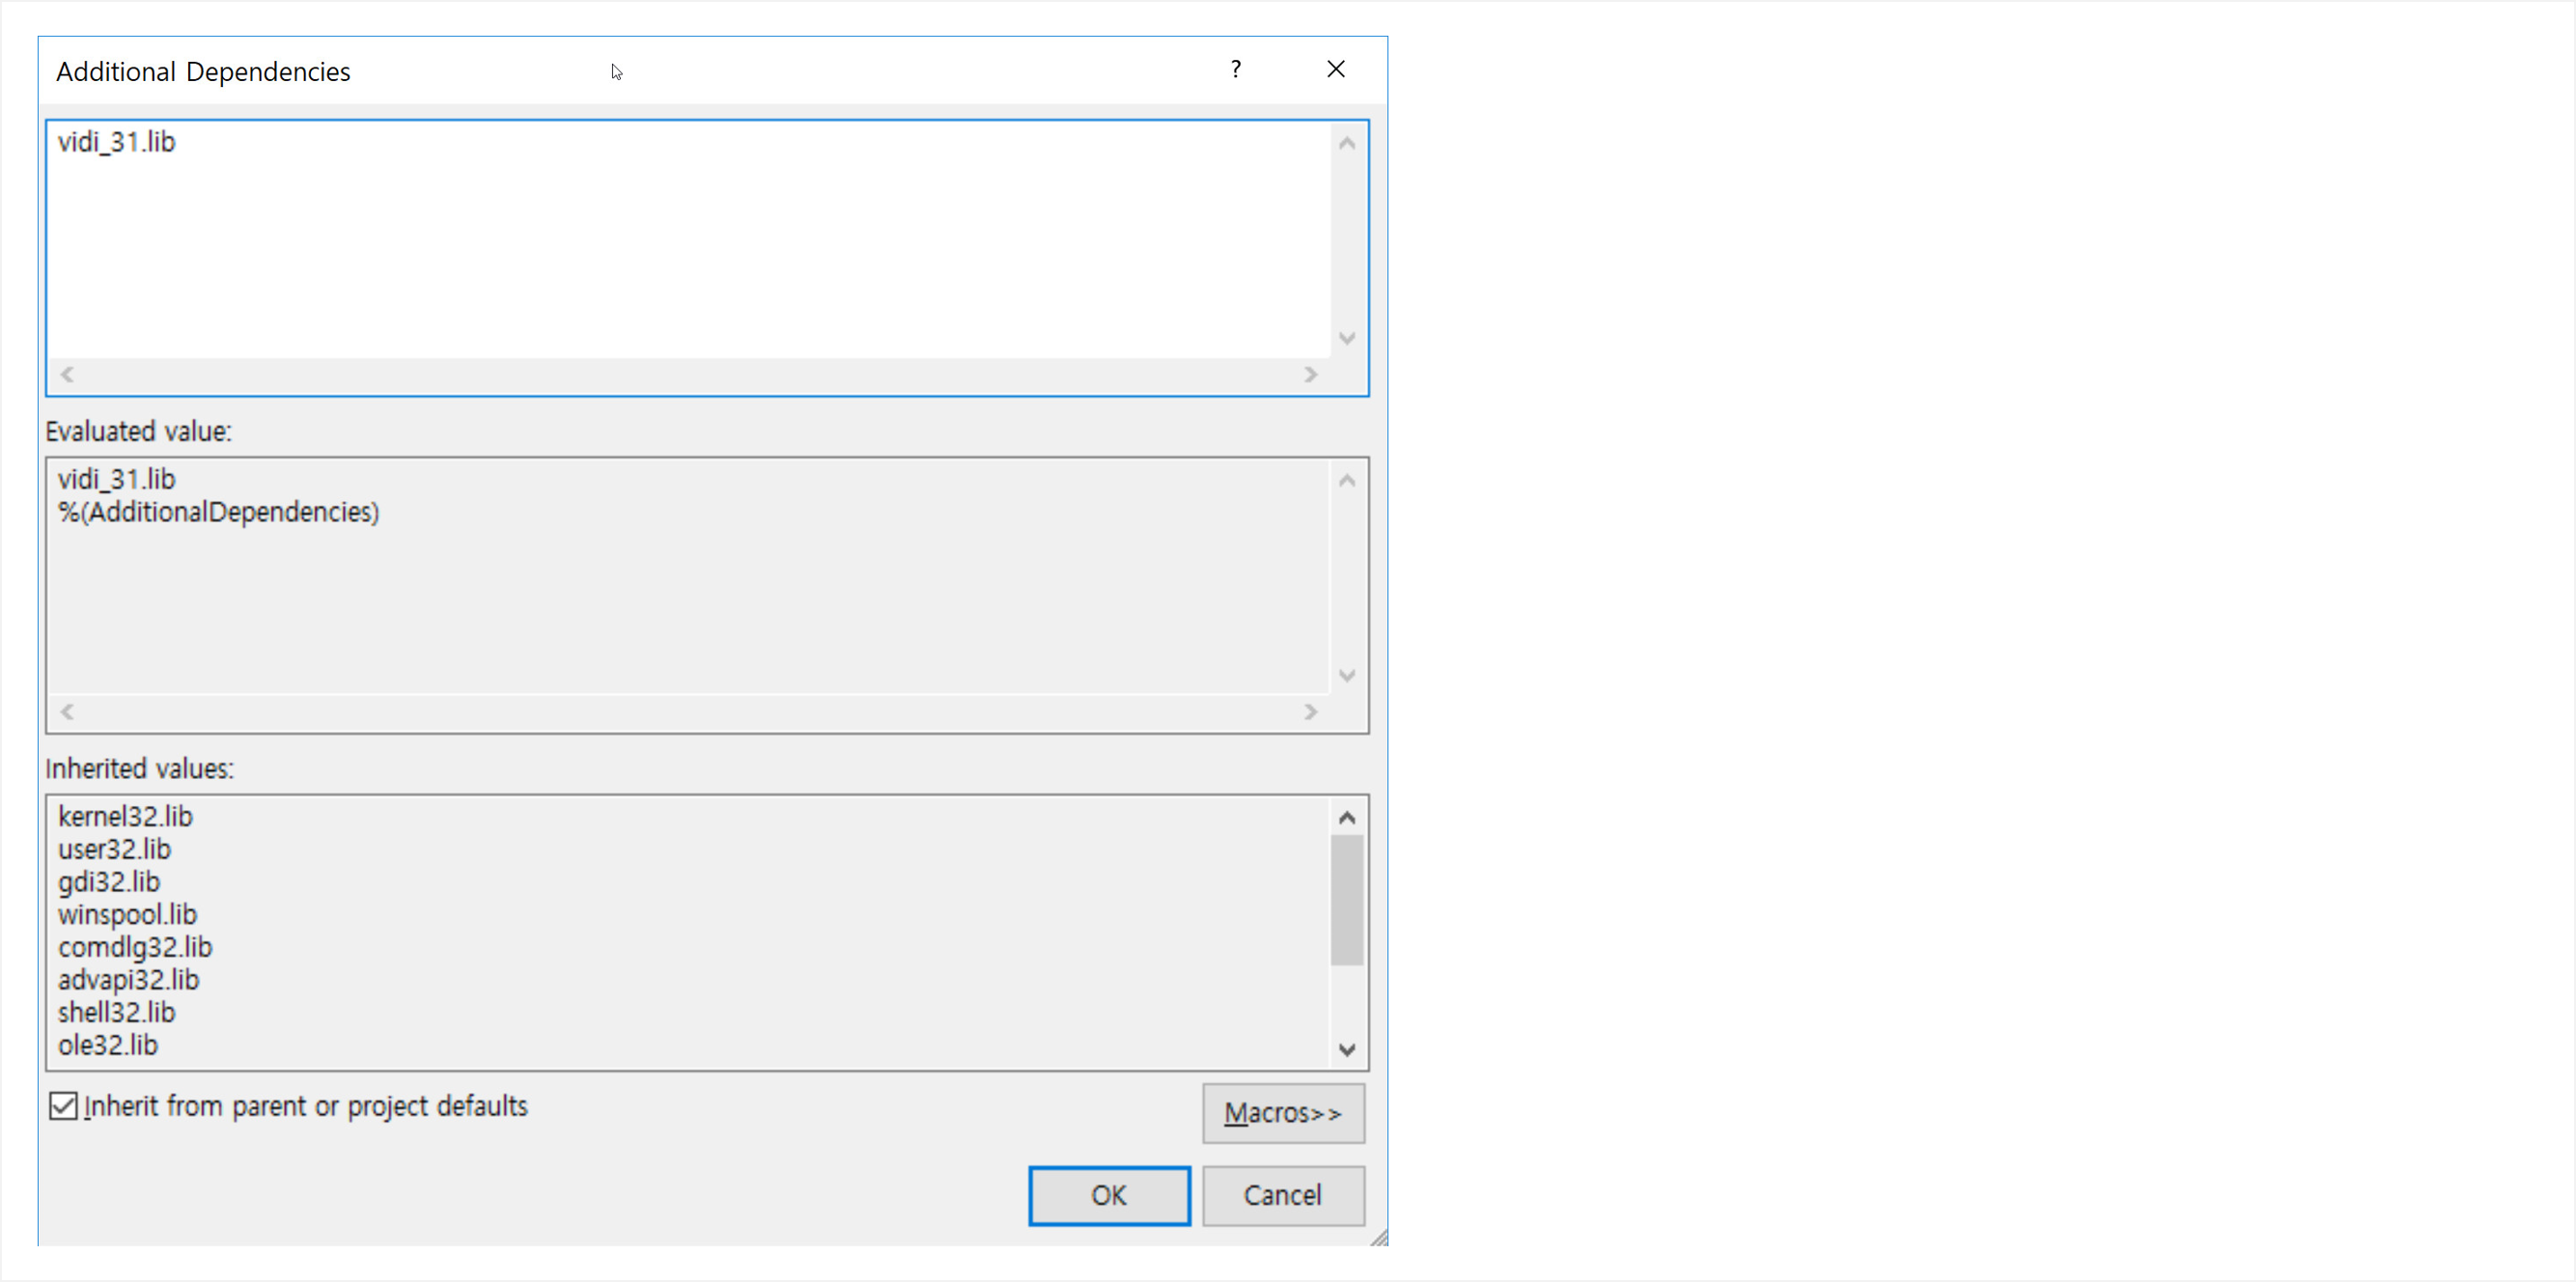 Additional Dependencies
?
vidi_31.lib
Evaluated value:
vidi_31.lib
%(AdditionalDependencies)
Inherited values:
kernel32.lib
user32.lib
gdi32.lib
winspool.lib
comdlg32.lib
advapi32.lib
shell32.lib
ole32.lib
Inherit from parent or project defaults
Macros>>
OK
Cancel